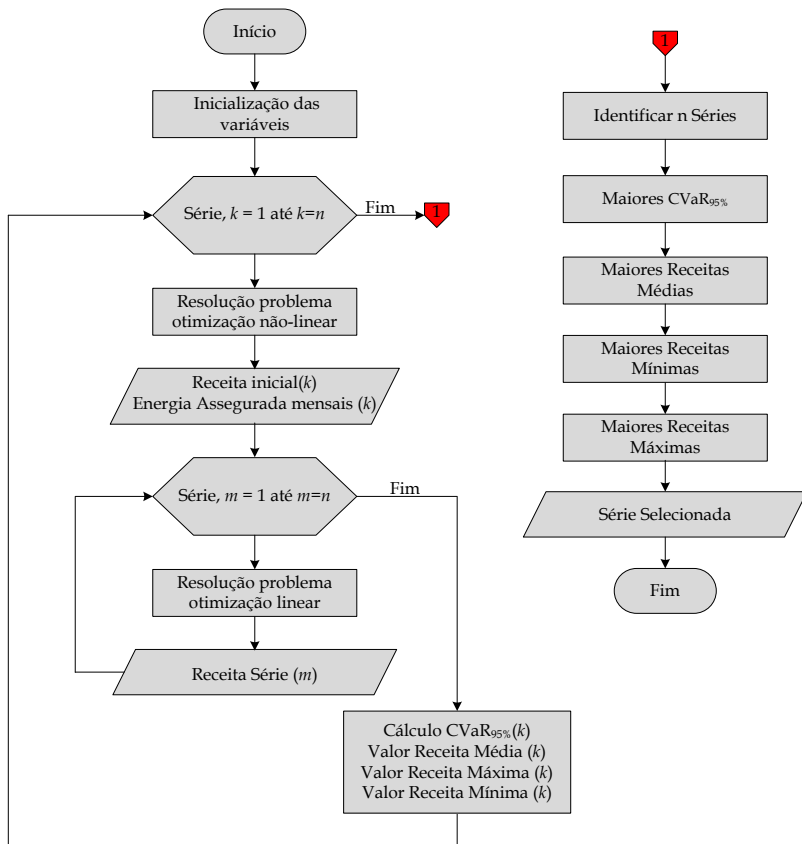 Início
Inicialização das
variáveis
Série, k = 1 até k=n
Fim
1
Resolução problema
otimização não-linear
Receita inicial(k)
Energia Assegurada mensais (k)
Série, m = 1 até m=n
Fim
Resolução problema
otimização linear
Receita Série (m)
Cálculo CVaR95%(k)
Valor Receita Média (k)
Valor Receita Máxima (k)
Valor Receita Mínima (k)
1
Identificar n Séries
Maiores CVaR95%
Maiores Receitas
Médias
Maiores Receitas
Mínimas
Maiores Receitas
Máximas
Série Selecionada
Fim